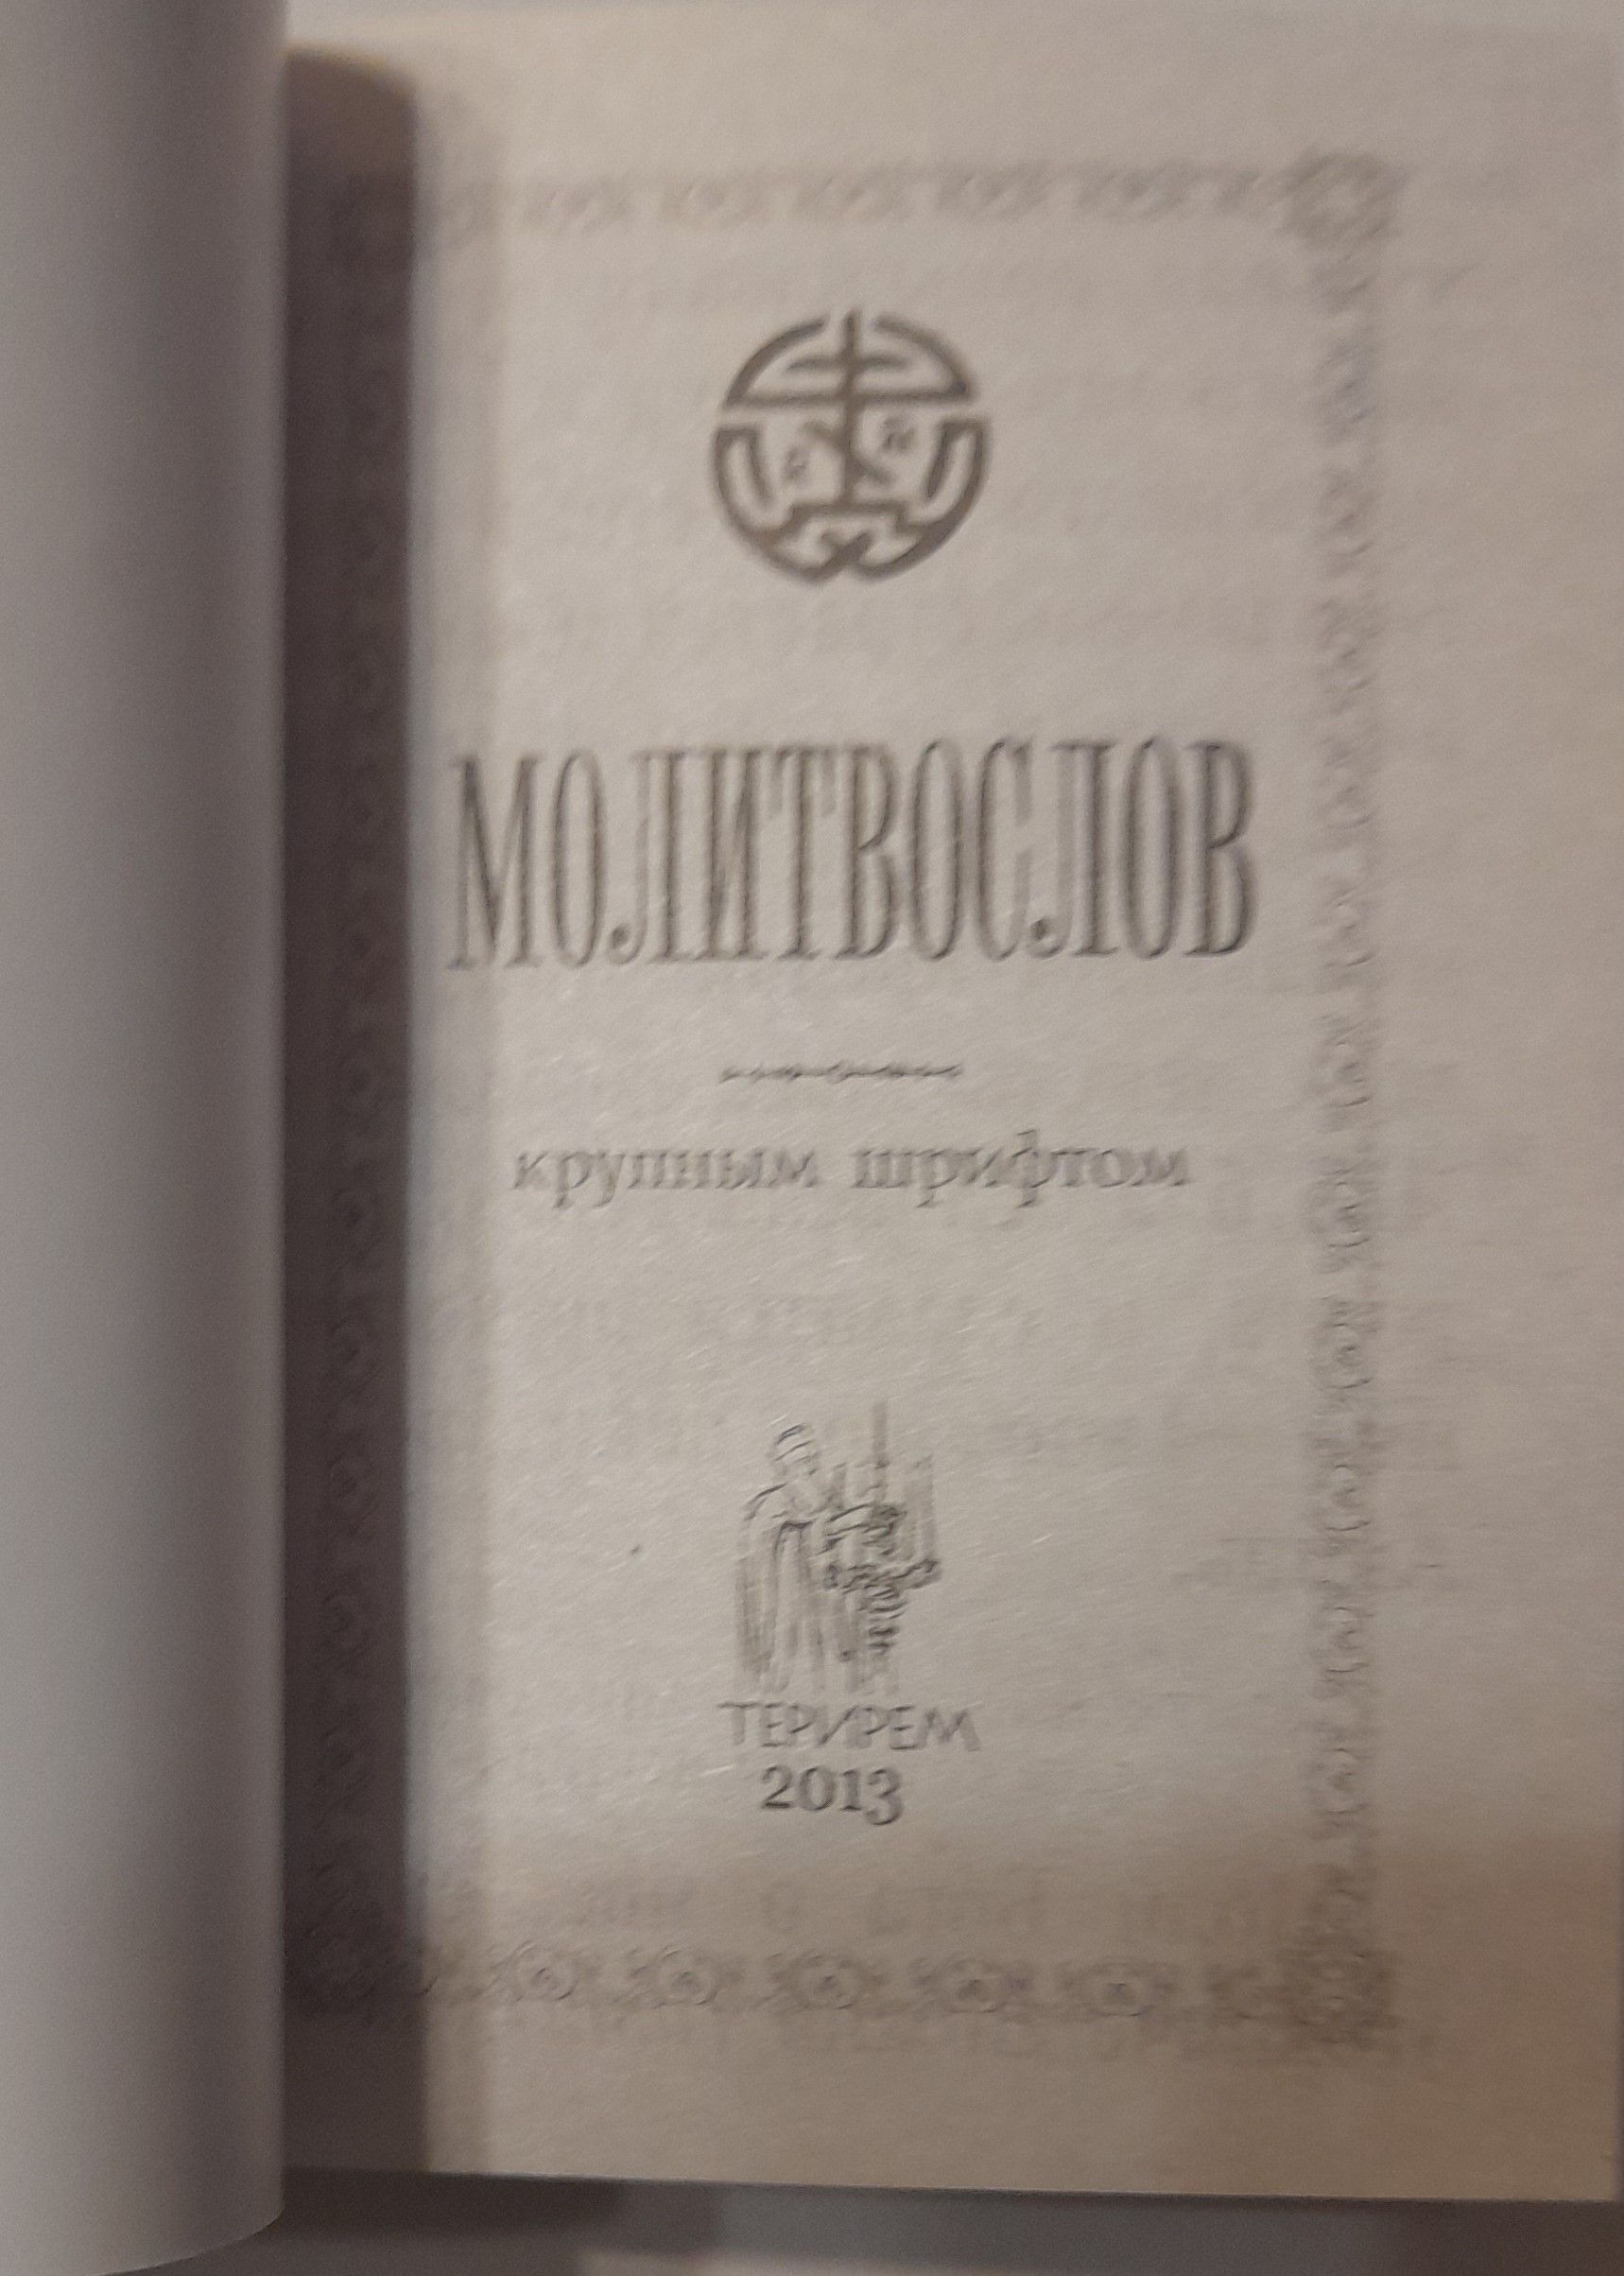 МОЛИТВОСЛОВ
крупным шрифтом
ТЕРИРЕМ
2013